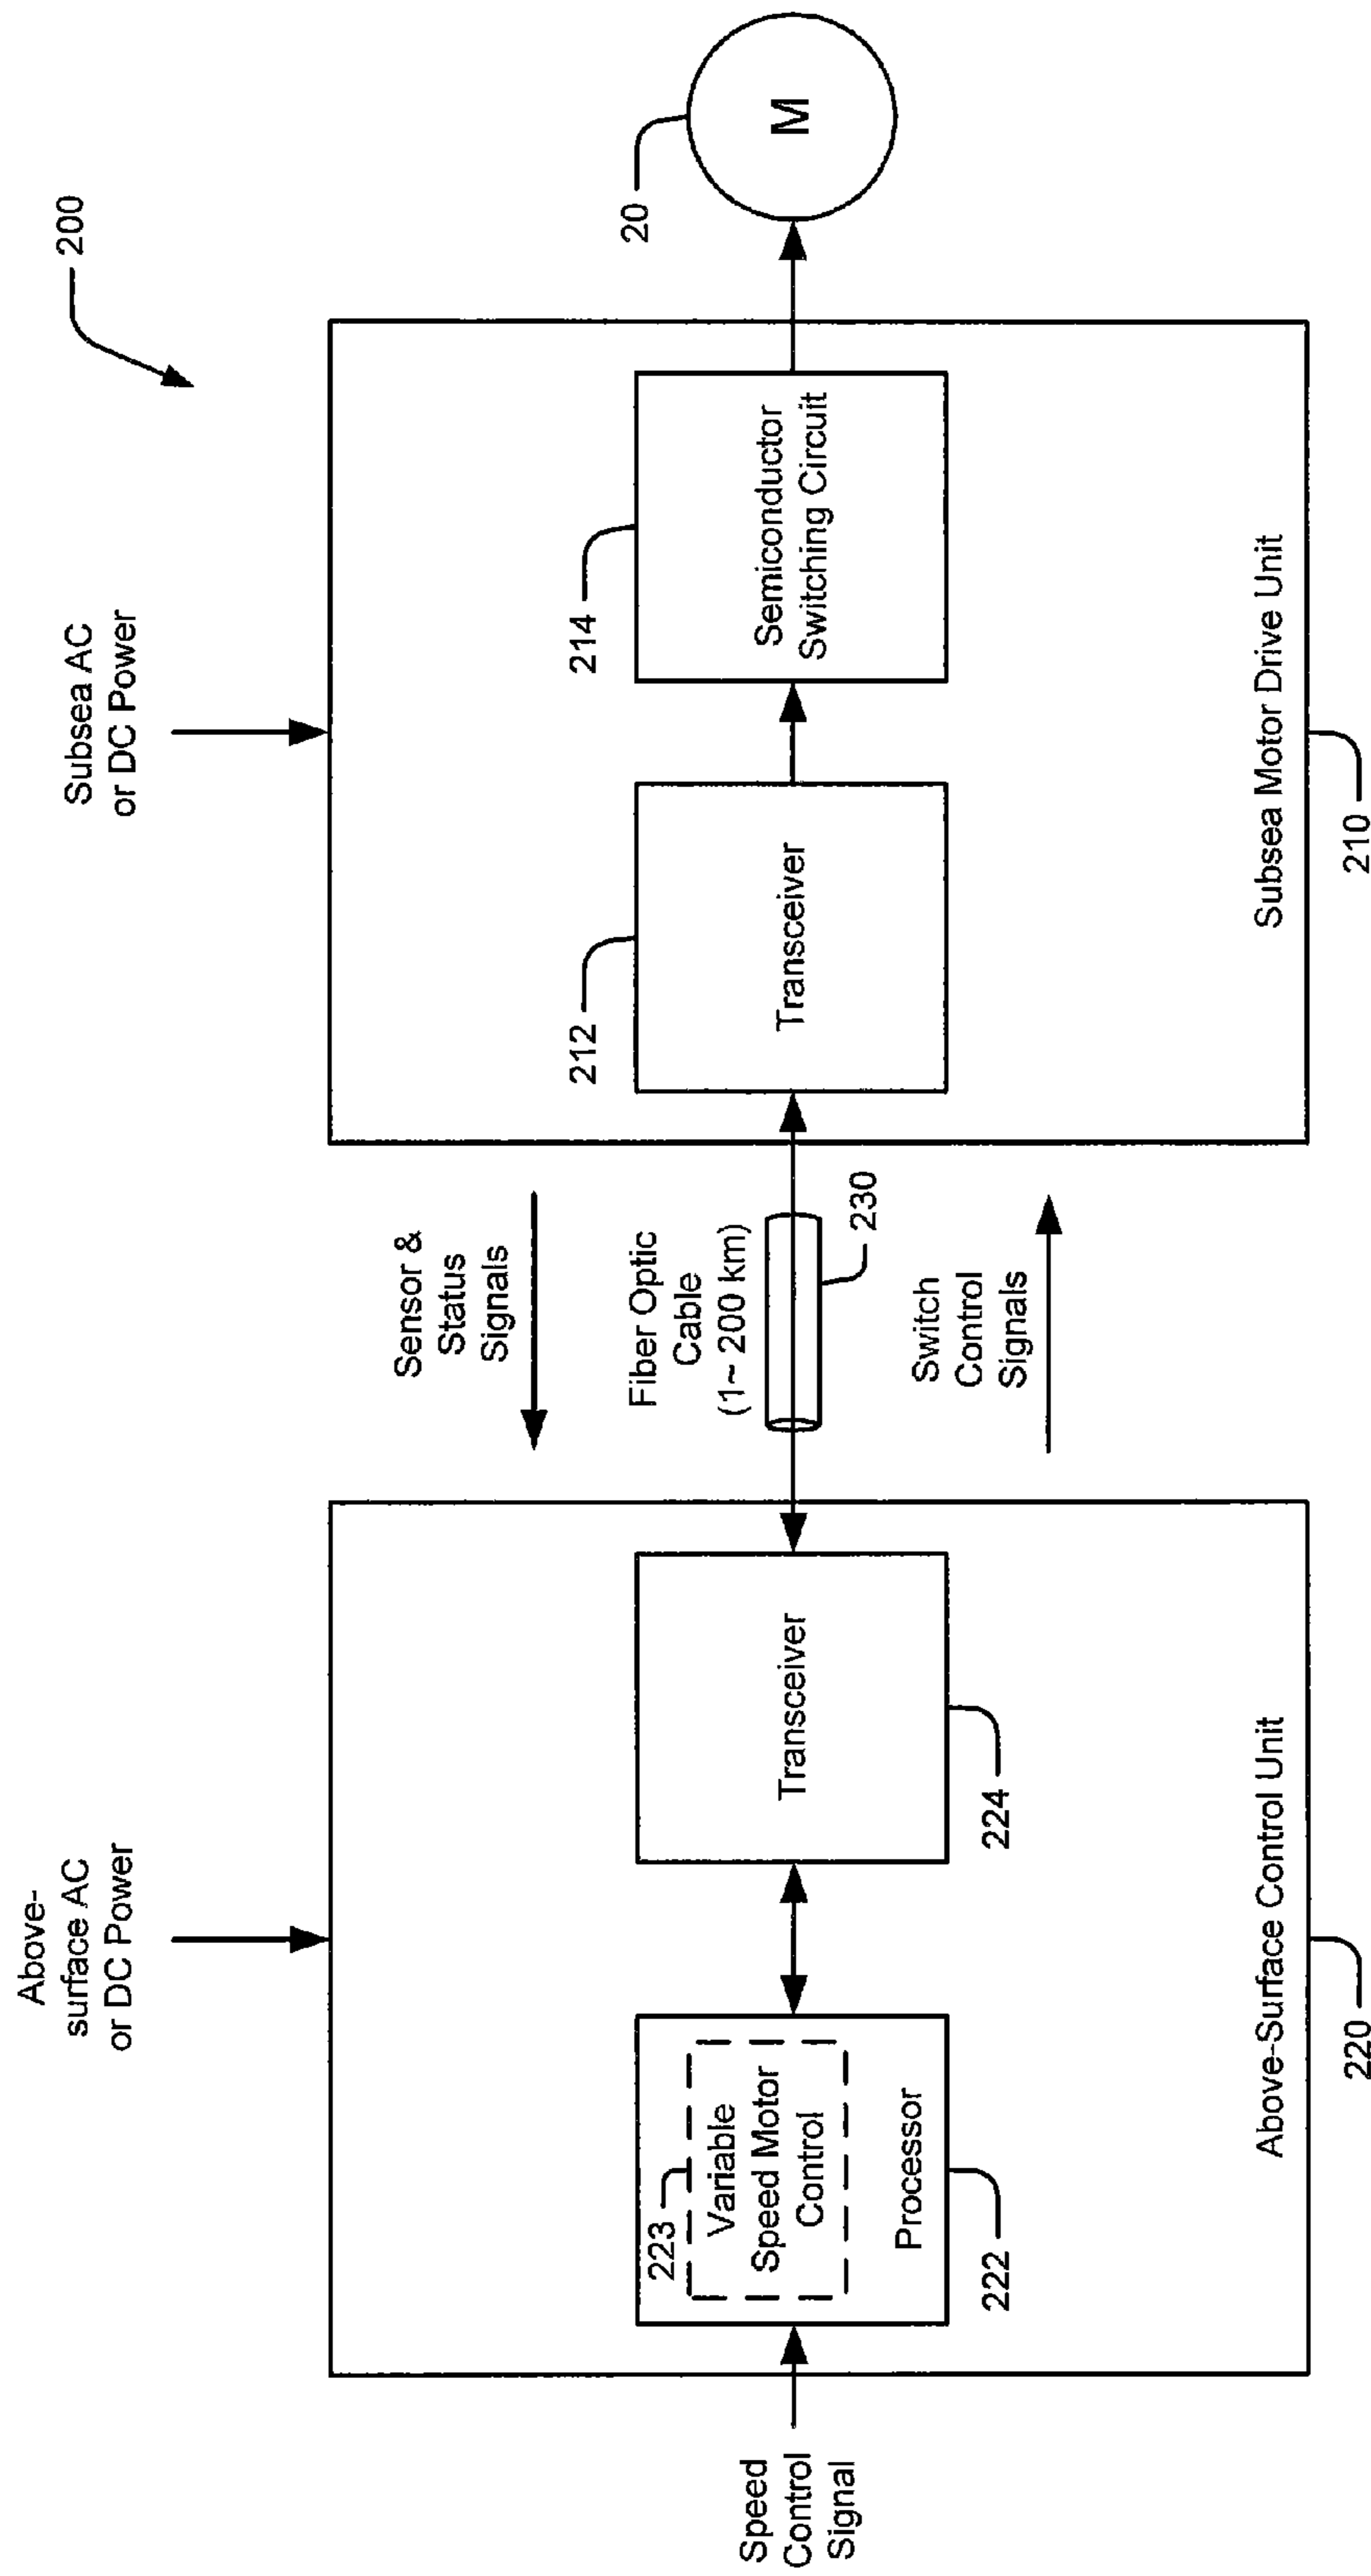 200
Above-
surface AC
or DC Power
Subsea AC
or DC Power
Speed
Control
Signal
223
Variable
Speed Motor
Control
Processor
222
Transceiver
224
Above-Surface Control Unit
220
Sensor &
Status
Signals
Fiber Optic
Cable
(1~ 200 km)
230
Switch
Control
Signals
212
Transceiver
214
Semiconductor
Switching Circuit
Subsea Motor Drive Unit
210
20
M